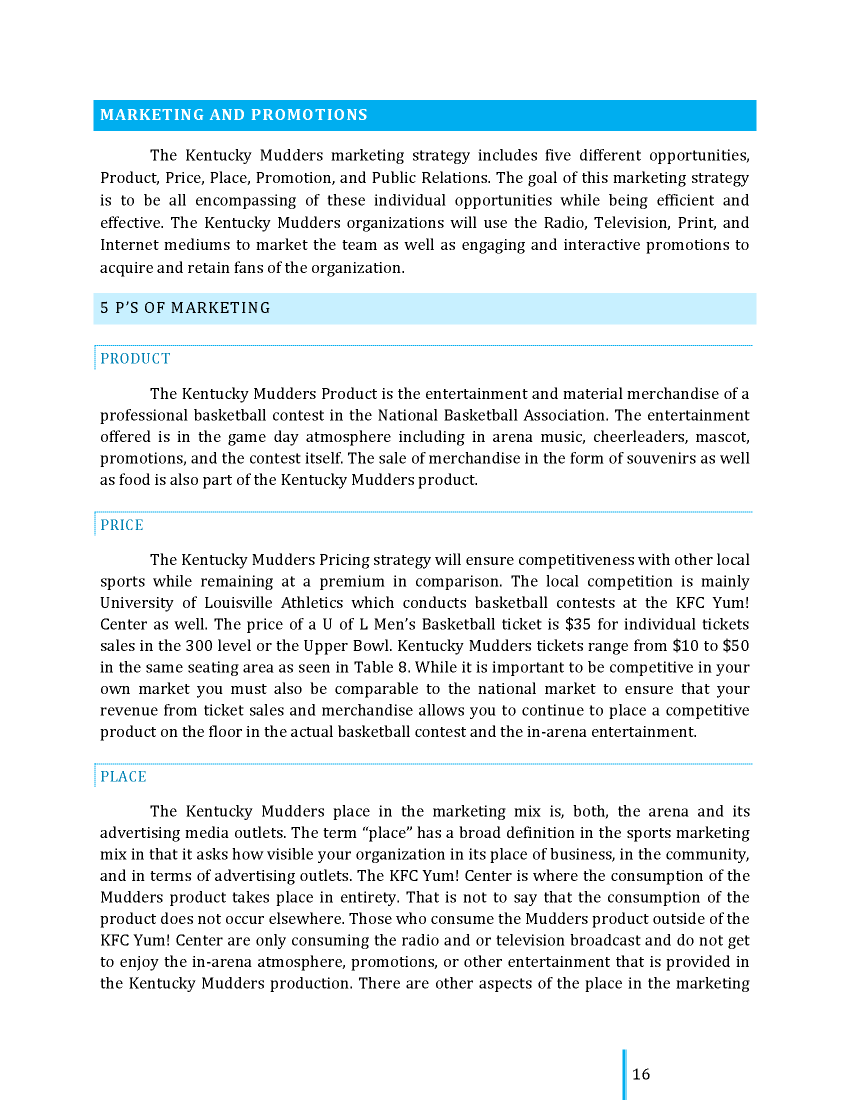 MARKETING AND PROMOTIONS
The Kentucky Mudders marketing strategy includes five different opportunities,
Product, Price, Place, Promotion, and Public Relations. The goal of this marketing strategy
is to be all encompassing of these individual opportunities while being efficient and
effective. The Kentucky Mudders organizations will use the Radio, Television, Print, and
Internet mediums to market the team as well as engaging and interactive promotions to
acquire and retain fans of the organization.
5 P’S OF MARKETING
PRODUCT
The Kentucky Mudders Product is the entertainment and material merchandise of a
professional basketball contest in the National Basketball Association. The entertainment
offered is in the game day atmosphere including in arena music, cheerleaders, mascot,
promotions, and the contest itself. The sale of merchandise in the form of souvenirs as well
as food is also part of the Kentucky Mudders product.
PRICE
The Kentucky Mudders Pricing strategy will ensure competitiveness with other local
sports while remaining at a premium in comparison. The local competition is mainly
University of Louisville Athletics which conducts basketball contests at the KFC Yum!
Center as well. The price of a U of L Men’s Basketball ticket is $35 for individual tickets
sales in the 300 level or the Upper Bowl. Kentucky Mudders tickets range from $10 to $50
in the same seating area as seen in Table 8. While it is important to be competitive in your
own market you must also be comparable to the national market to ensure that your
revenue from ticket sales and merchandise allows you to continue to place a competitive
product on the floor in the actual basketball contest and the in-arena entertainment.
PLACE
The Kentucky Mudders place in the marketing mix is, both, the arena and its
advertising media outlets. The term “place” has a broad definition in the sports marketing
mix in that it asks how visible your organization in its place of business, in the community,
and in terms of advertising outlets. The KFC Yum! Center is where the consumption of the
Mudders product takes place in entirety. That is not to say that the consumption of the
product does not occur elsewhere. Those who consume the Mudders product outside of the
KFC Yum! Center are only consuming the radio and or television broadcast and do not get
to enjoy the in-arena atmosphere, promotions, or other entertainment that is provided in
the Kentucky Mudders production. There are other aspects of the place in the marketing
16